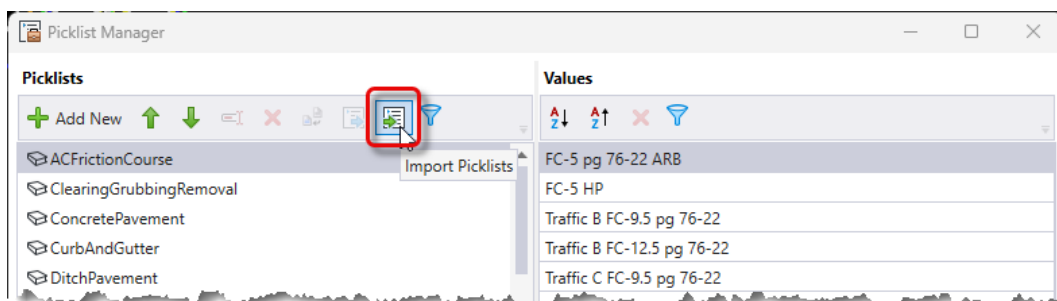 Picklist Manager
Picklists
Values
Add New
Import Picklists
ACFrictionCourse
ClearingGrubbingRemoval
ConcretePavement
CurbAndGutter
DitchPavement
FC-5 pg 76-22 ARB
FC-5 HP
Traffic B FC-9.5 pg 76-22
Traffic B FC-12.5 pg 76-22
Traffic C FC-9.5 pg 76-22